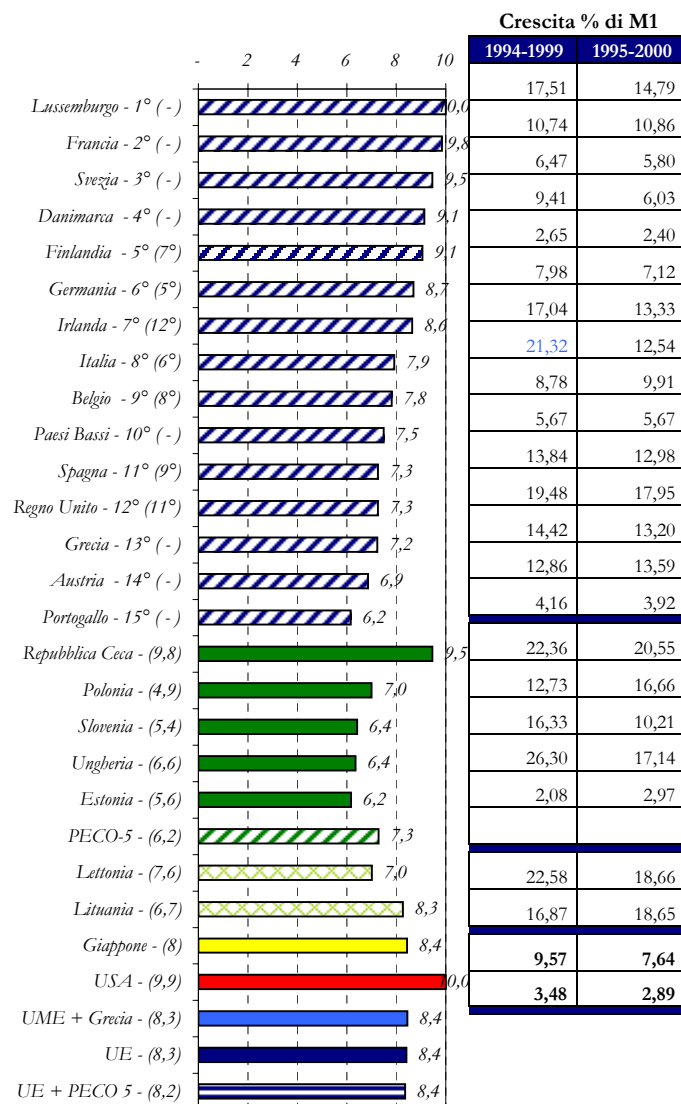 Crescita % di M1
1994-1999 1995-2000
- 2 4 6 8 10
17,51 14,79
Lussemburgo - 1° ( - ) 10,0
10,74 10,86
Francia - 2° ( - ) 9,8
6,47 5,80
Svezia - 3° ( - ) 9,5
9,41 6,03
Danimarca - 4° ( - ) 9,1
2,65 2,40
Finlandia - 5° (7°) 9,1
7,98 7,12
Germania - 6° (5°) 8,7
17,04 13,33
Irlanda - 7° (12°) 8,6
21,32 12,54
Italia - 8° (6°) 7,9
8,78 9,91
Belgio - 9° (8°) 7,8
5,67 5,67
Paesi Bassi - 10° ( - ) 7,5
13,84 12,98
Spagna - 11° (9°) 7,3
19,48 17,95
Regno Unito - 12° (11°) 7,3
14,42 13,20
Grecia - 13° ( - ) 7,2
12,86 13,59
Austria - 14° ( - ) 6,9
4,16 3,92
Portogallo - 15° ( - ) 6,2
22,36 20,55
Repubblica Ceca - (9,8) 9,5
12,73 16,66
Polonia - (4,9) 7,0
16,33 10,21
Slovenia - (5,4) 6,4
26,30 17,14
Ungheria - (6,6) 6,4
2,08 2,97
Estonia - (5,6) 6,2
PECO-5 - (6,2) 7,3
Lettonia - (7,6) 7,0
22,58 18,66
Lituania - (6,7) 8,3
16,87 18,65
Giappone - (8) 8,4
9,57 7,64
USA - (9,9) 10,0
3,48 2,89
UME + Grecia - (8,3) 8,4
UE - (8,3) 8,4
UE + PECO 5 - (8,2) 8,4